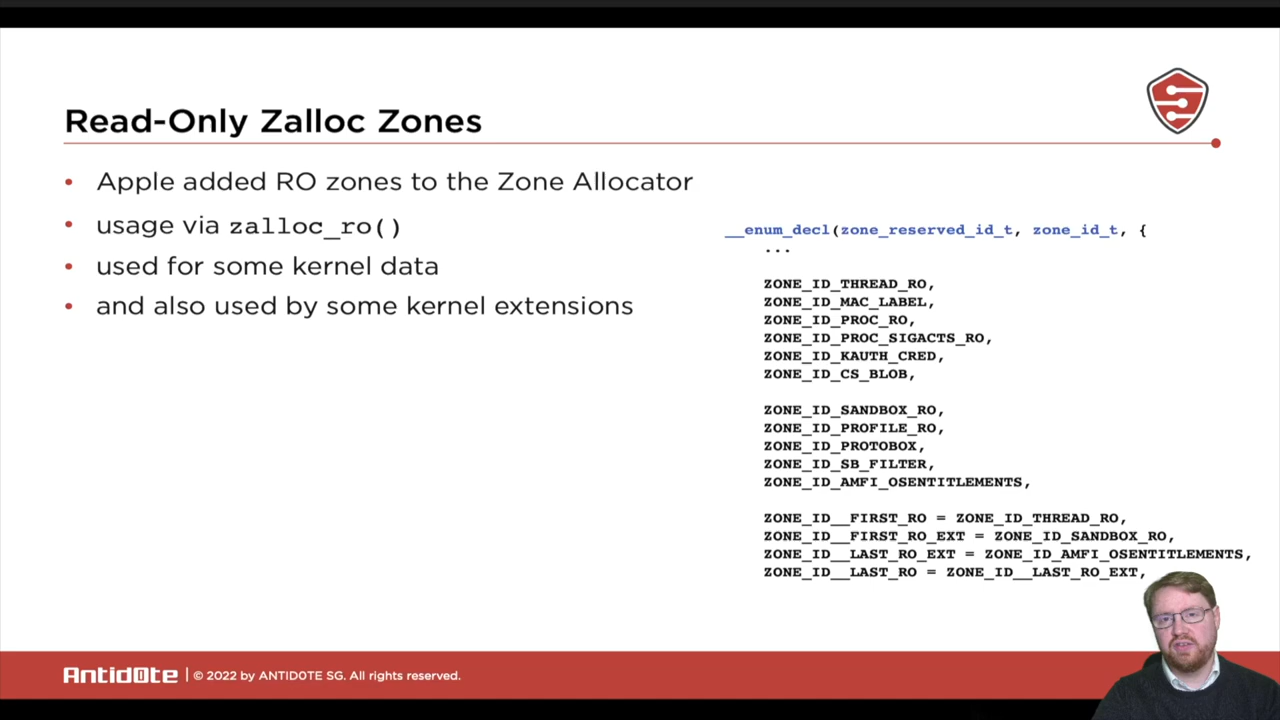 Read-Only Zalloc Zones
• Apple added RO zones to the Zone Allocator
• usage via zalloc_ro()
• used for some kernel data
• and also used by some kernel extensions
__enum_decl(zone_reserved_id_t, zone_id_t, {
...
ZONE_ID_THREAD_RO,
ZONE_ID_MAC_LABEL,
ZONE_ID_PROC_RO,
ZONE_ID_PROC_SIGACTS_RO,
ZONE_ID_KAUTH_CRED,
ZONE_ID_CS_BLOB,
ZONE_ID_SANDBOX_RO,
ZONE_ID_PROFILE_RO,
ZONE_ID_PROTOBOX,
ZONE_ID_SB_FILTER,
ZONE_ID_AMFI_OSENTITLEMENTS,
ZONE_ID__FIRST_RO = ZONE_ID_THREAD_RO,
ZONE_ID__FIRST_RO_EXT = ZONE_ID_SANDBOX_RO,
ZONE_ID__LAST_RO_EXT = ZONE_ID_AMFI_OSENTITLEMENTS,
ZONE_ID__LAST_RO = ZONE_ID__LAST_RO_EXT,
Antid0te | © 2022 by ANTID0TE SG. All rights reserved.